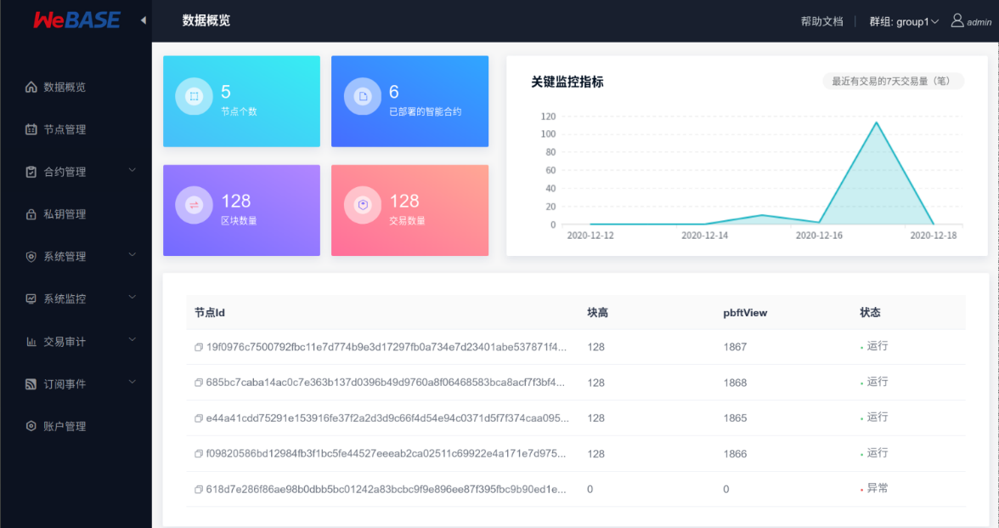 WeBASE
数据概览
帮助文档
群组: group1
admin
数据概览
节点管理
合约管理
私钥管理
系统管理
系统监控
交易审计
订阅事件
账户管理
5
节点个数
6
已部署的智能合约
128
区块数量
128
交易数量
关键监控指标
最近有交易的7天交易量（笔）
120
100
80
60
40
20
0
2020-12-12 2020-12-14 2020-12-16 2020-12-18
节点Id 块高 pbftView 状态
19f0976c7500792fbc11e7d774b9e3d17297fb0a734e7d23401abe537871f4... 128 1867 运行
685bc7caba14ac0c7e363b137d0396b49d9760a8f06468583bca8acf7f3bf4... 128 1868 运行
e44a41cdd75291e153916fe37f2a2d3d9c66f4d54e94c0371d5f7f374caa095... 128 1865 运行
f09820586bd12984fb3f1bc5fe44527eeeab2ca02511c69922e4a171e7d975... 128 1866 运行
618d7e286f86ae98b0dbb5bc01242a83bcbc9f9e896ee87f395fbc9b90ed1e... 0 0 异常